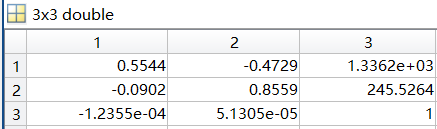 3x3 double
1 2 3
1 0.5544 -0.4729 1.3362e+03
2 -0.0902 0.8559 245.5264
3 -1.2355e-04 5.1305e-05 1